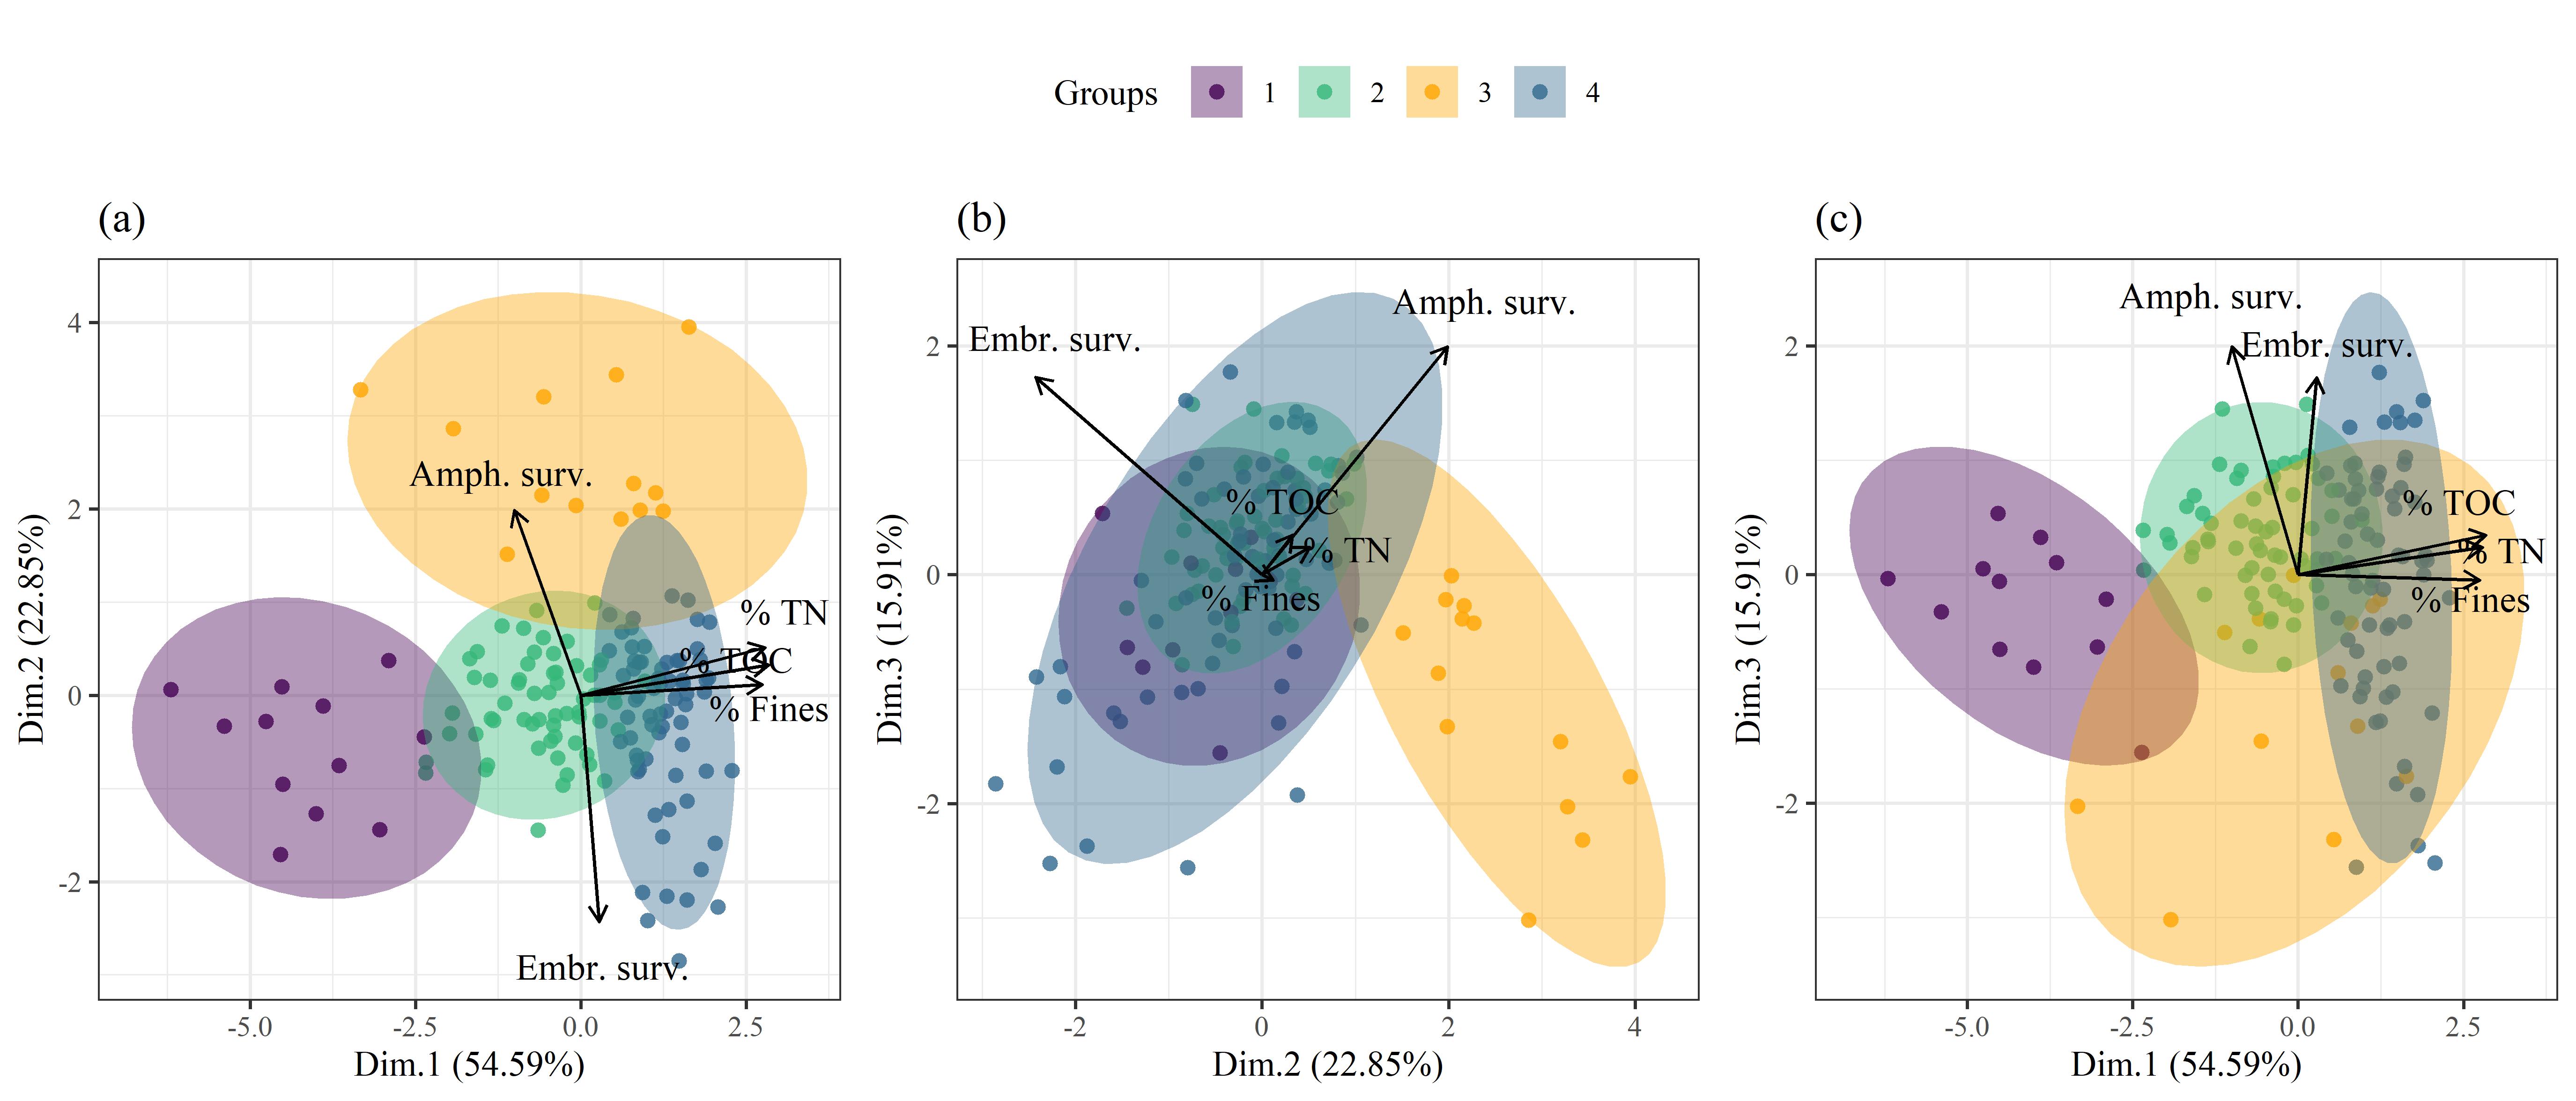 Groups 1 2 3 4
(a)
Dim.2 (22.85%)
4
2
0
-2
Amph. surv.
% TN
% TOC
% Fines
Embr. surv.
-5.0 -2.5 0.0 2.5
Dim.1 (54.59%)
(b)
Dim.3 (15.91%)
2
0
-2
Amph. surv.
Embr. surv.
% TOC
% TN
% Fines
-2 0 2 4
Dim.2 (22.85%)
(c)
Dim.3 (15.91%)
2
0
-2
Amph. surv.
Embr. surv.
% TOC
% TN
% Fines
-5.0 -2.5 0.0 2.5
Dim.1 (54.59%)